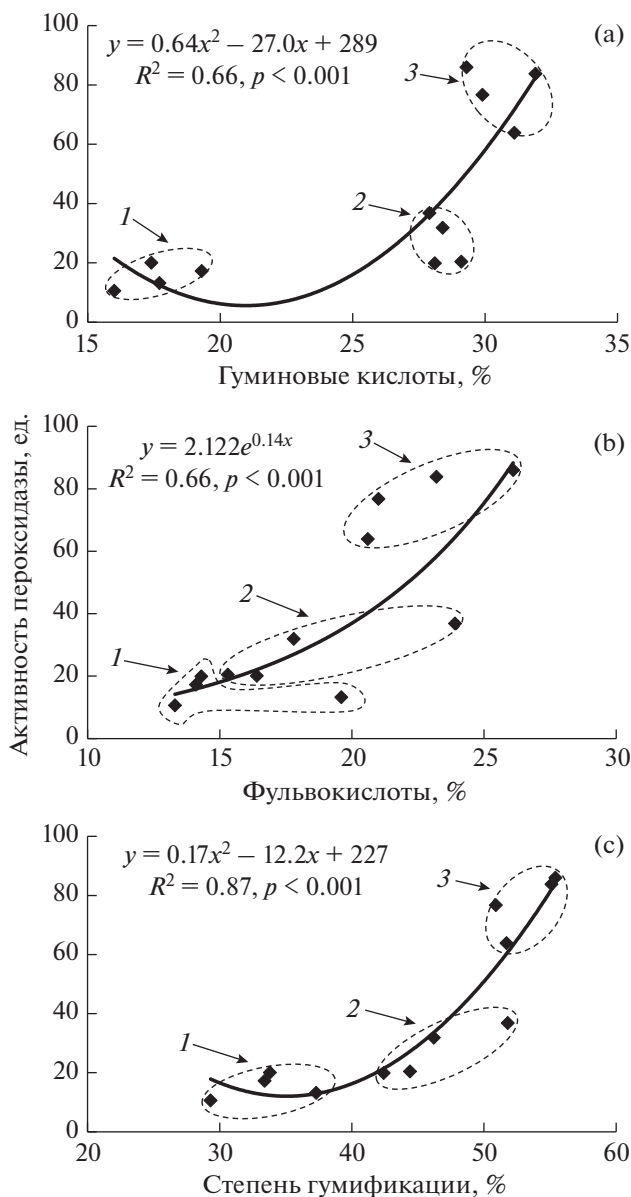 100
80
60
40
20
0
y = 0.64x² – 27.0x + 289
R² = 0.66, p < 0.001
(a)
3
2
1
15 20 25 30 35
Гуминовые кислоты, %
Активность пероксидазы, ед.
100
80
60
40
20
0
y = 2.122e^0.14x
R² = 0.66, p < 0.001
(b)
3
2
1
10 15 20 25 30
Фульвокислоты, %
100
80
60
40
20
0
y = 0.17x² – 12.2x + 227
R² = 0.87, p < 0.001
(c)
3
2
1
20 30 40 50 60
Степень гумификации, %